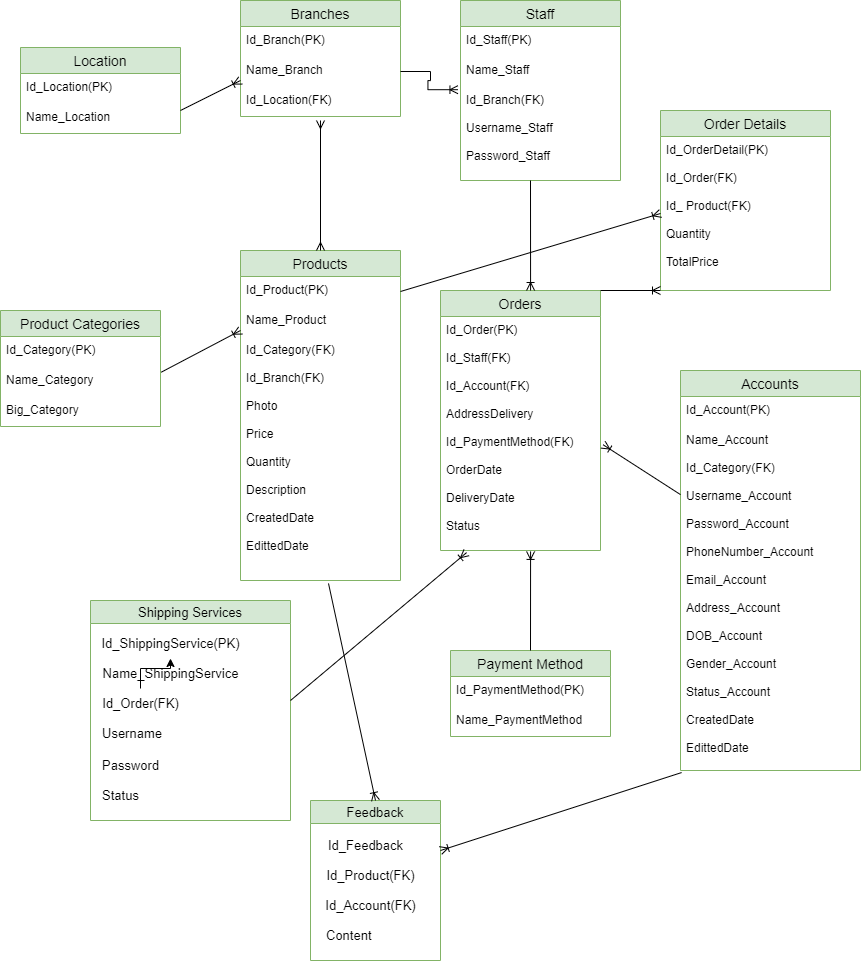 Branches
Id_Branch(PK)
Name_Branch
Id_Location(FK)
Staff
Id_Staff(PK)
Name_Staff
Id_Branch(FK)
Username_Staff
Password_Staff
Location
Id_Location(PK)
Name_Location
Order Details
Id_OrderDetail(PK)
Id_Order(FK)
Id_ Product(FK)
Quantity
TotalPrice
Products
Id_Product(PK)
Name_Product
Id_Category(FK)
Id_Branch(FK)
Photo
Price
Quantity
Description
CreatedDate
EdittedDate
Orders
Id_Order(PK)
Id_Staff(FK)
Id_Account(FK)
AddressDelivery
Id_PaymentMethod(FK)
OrderDate
DeliveryDate
Status
Product Categories
Id_Category(PK)
Name_Category
Big_Category
Accounts
Id_Account(PK)
Name_Account
Id_Category(FK)
Username_Account
Password_Account
PhoneNumber_Account
Email_Account
Address_Account
DOB_Account
Gender_Account
Status_Account
CreatedDate
EdittedDate
Shipping Services
Id_ShippingService(PK)
Name_ShippingService
Id_Order(FK)
Username
Password
Status
Payment Method
Id_PaymentMethod(PK)
Name_PaymentMethod
Feedback
Id_Feedback
Id_Product(FK)
Id_Account(FK)
Content